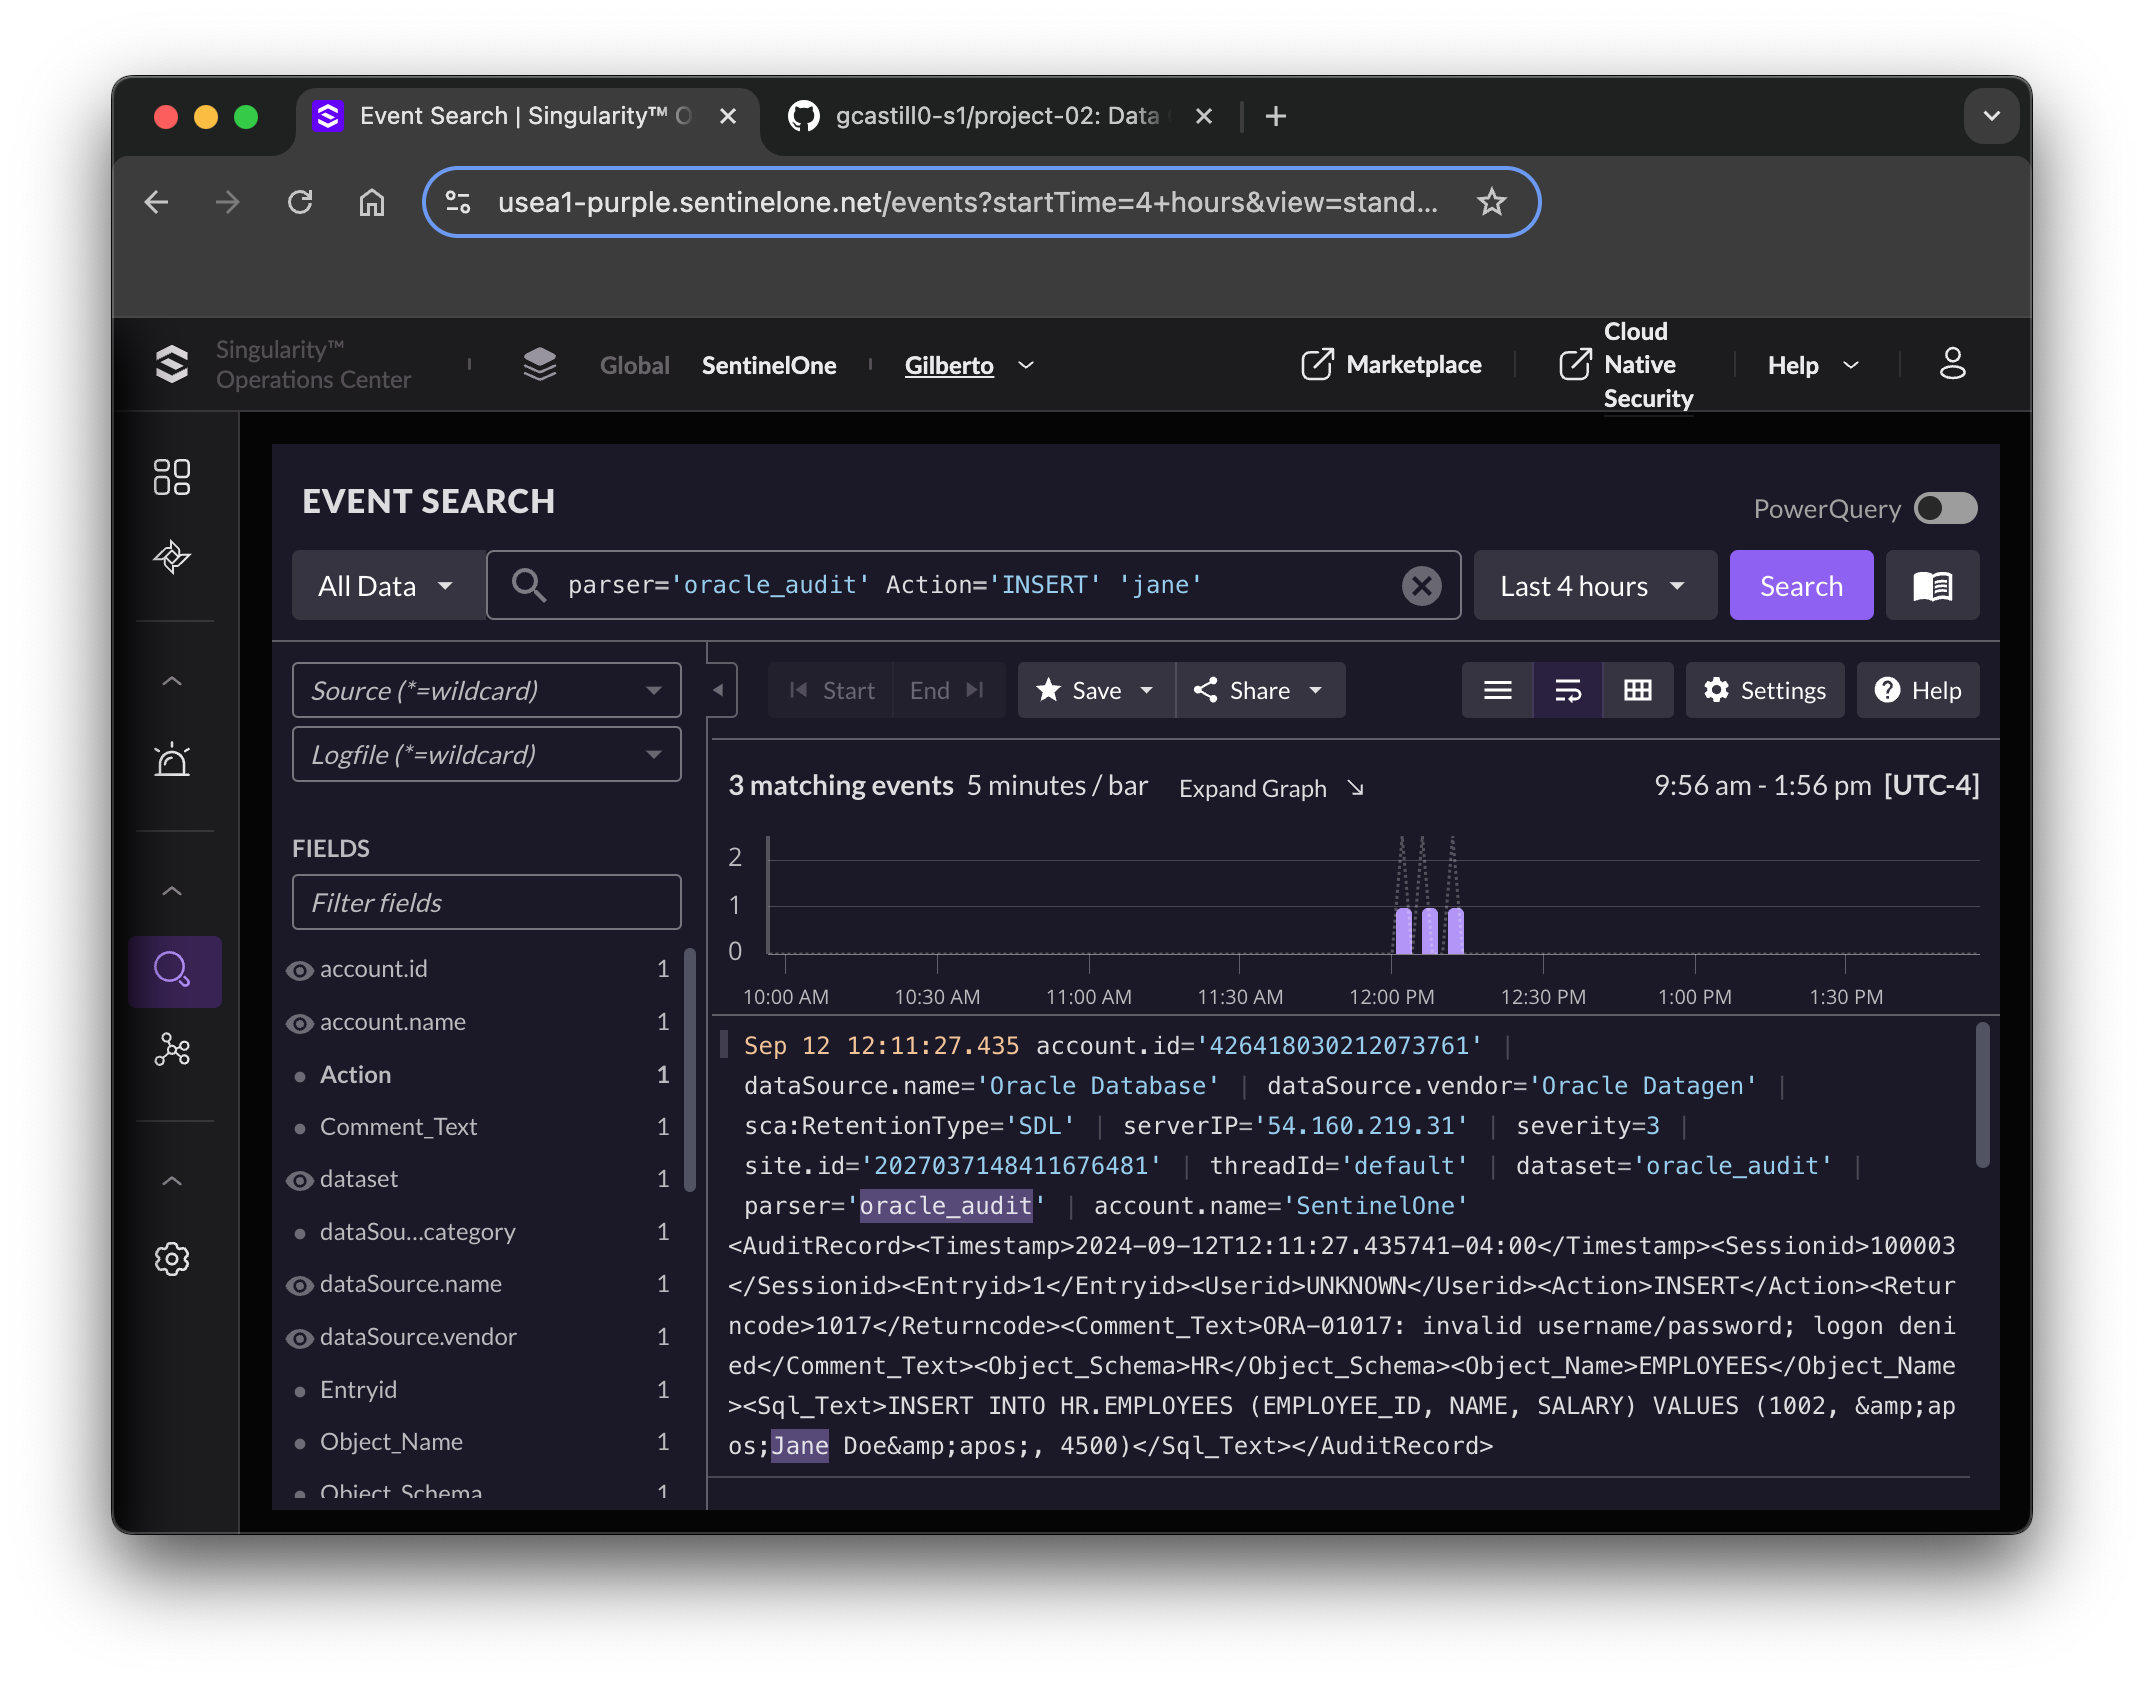 Event Search | Singularity™ O
gcastill0-s1/project-02: Data
usea1-purple.sentinelone.net/events?startTime=4+hours&view=stand...
Singularity™
Operations Center
Global SentinelOne Gilberto
Marketplace
Cloud
Native
Security
Help
EVENT SEARCH
PowerQuery
All Data
parser='oracle_audit' Action='INSERT' 'jane'
Last 4 hours
Search
Source (*=wildcard)
Logfile (*=wildcard)
Start End Save Share
Settings Help
3 matching events 5 minutes / bar Expand Graph
9:56 am - 1:56 pm [UTC-4]
2
1
0
10:00 AM 10:30 AM 11:00 AM 11:30 AM 12:00 PM 12:30 PM 1:00 PM 1:30 PM
FIELDS
Filter fields
account.id 1
account.name 1
Action 1
Comment_Text 1
dataset 1
dataSou...category 1
dataSource.name 1
dataSource.vendor 1
Entryid 1
Object_Name 1
Object_Schema 1
Sep 12 12:11:27.435 account.id='426418030212073761' |
dataSource.name='Oracle Database' | dataSource.vendor='Oracle Datagen' |
sca:RetentionType='SDL' | serverIP='54.160.219.31' | severity=3 |
site.id='2027037148411676481' | threadId='default' | dataset='oracle_audit' |
parser='oracle_audit' | account.name='SentinelOne'
<AuditRecord><Timestamp>2024-09-12T12:11:27.435741-04:00</Timestamp><Sessionid>100003
</Sessionid><Entryid>1</Entryid><Userid>UNKNOWN</Userid><Action>INSERT</Action><Retur
ncode>1017</Returncode><Comment_Text>ORA-01017: invalid username/password; logon deni
ed</Comment_Text><Object_Schema>HR</Object_Schema><Object_Name>EMPLOYEES</Object_Name
><Sql_Text>INSERT INTO HR.EMPLOYEES (EMPLOYEE_ID, NAME, SALARY) VALUES (1002, &amp;ap
os;Jane Doe&amp;apos;, 4500)</Sql_Text></AuditRecord>